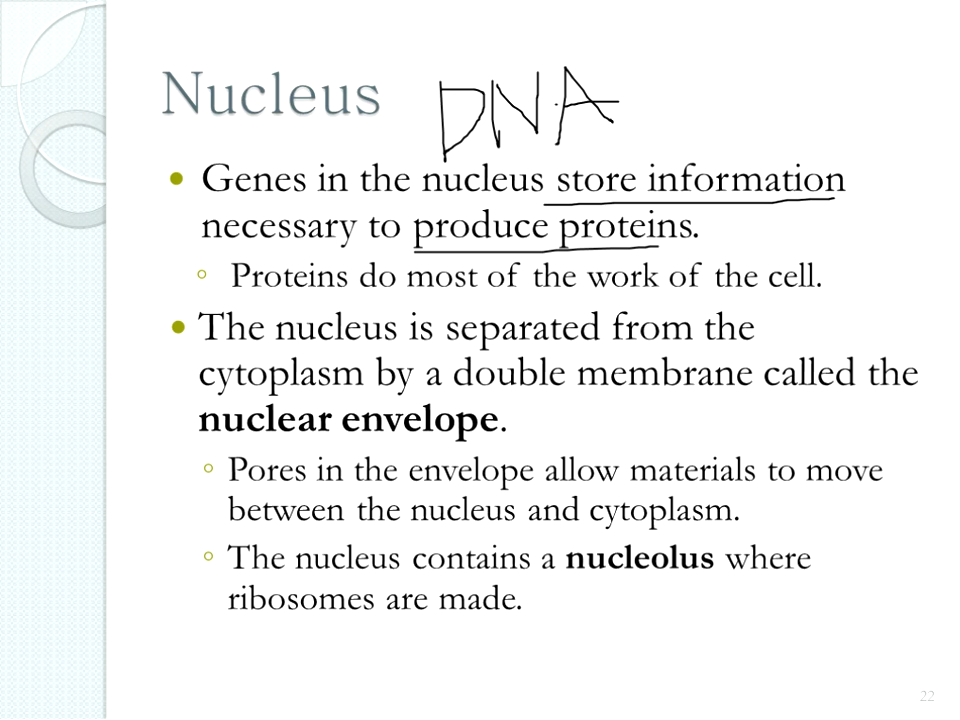 Nucleus DNA
• Genes in the nucleus store information
necessary to produce proteins.
◦ Proteins do most of the work of the cell.
• The nucleus is separated from the
cytoplasm by a double membrane called the
nuclear envelope.
◦ Pores in the envelope allow materials to move
between the nucleus and cytoplasm.
◦ The nucleus contains a nucleolus where
ribosomes are made.
22